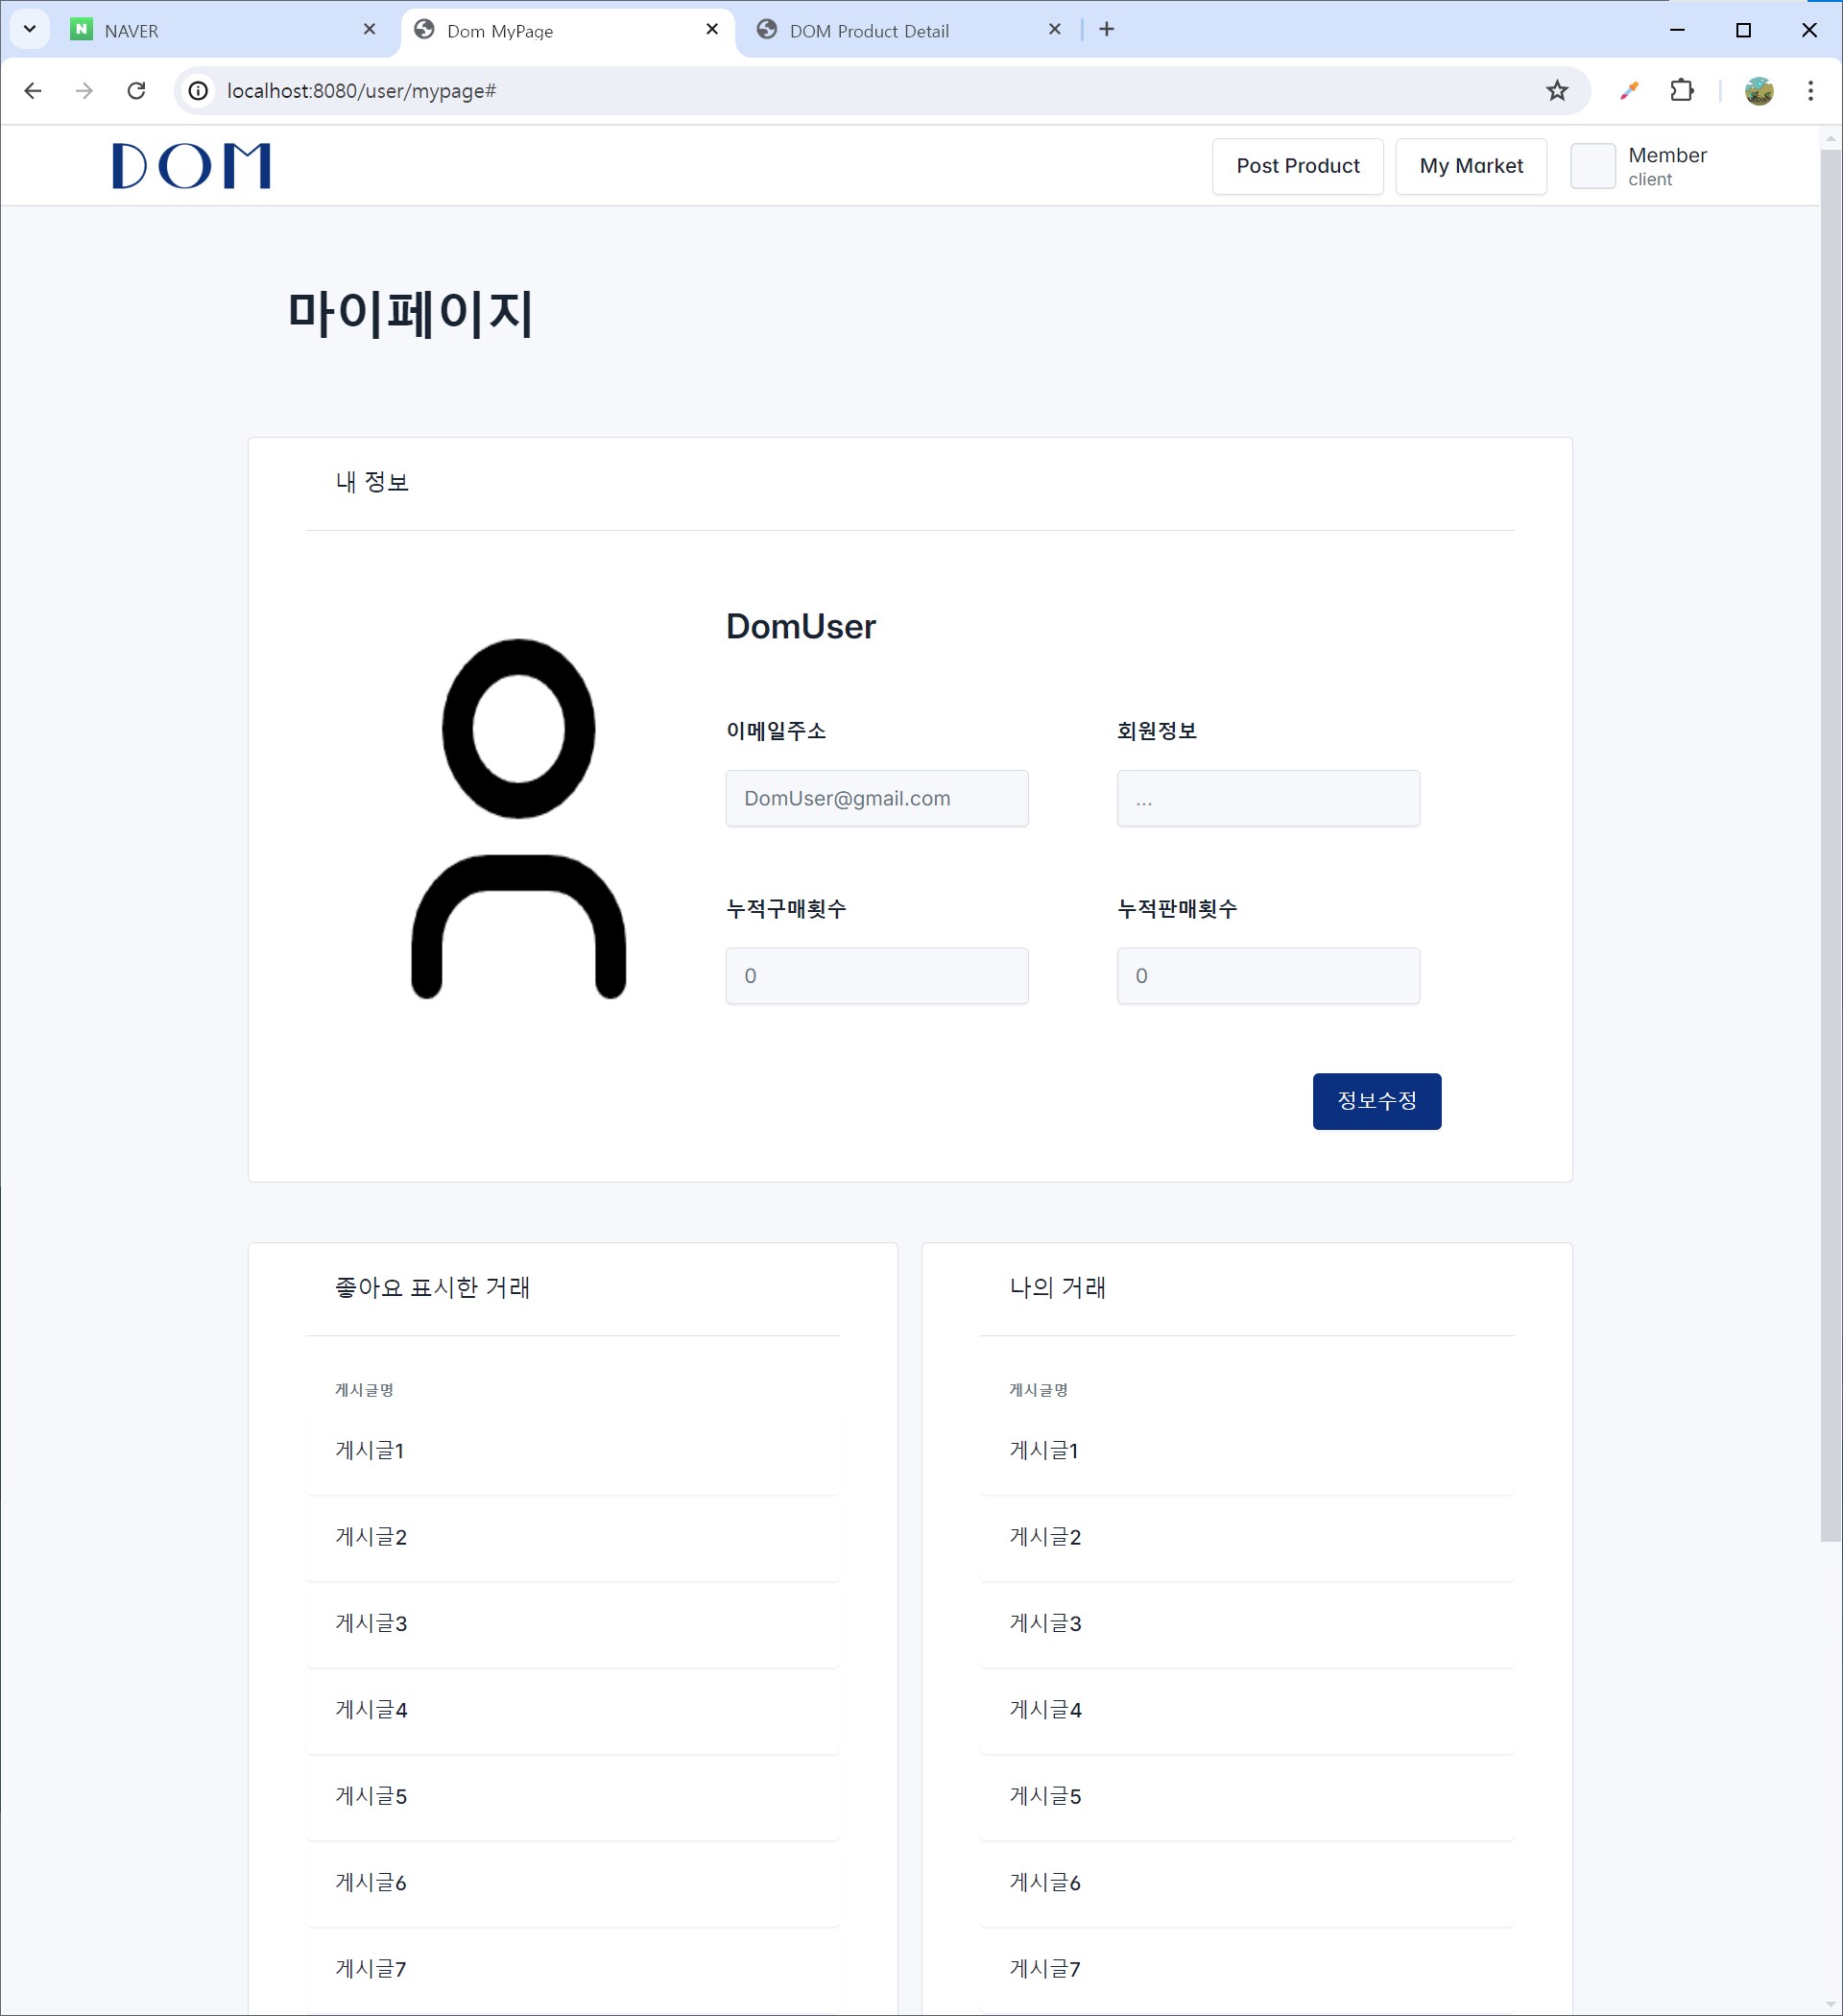 NAVER
Dom MyPage
DOM Product Detail
localhost:8080/user/mypage#
DOM
Post Product
My Market
Member
client
마이페이지
내 정보
DomUser
이메일주소
회원정보
DomUser@gmail.com
...
누적구매횟수
누적판매횟수
0
0
정보수정
좋아요 표시한 거래
게시글명
게시글1
게시글2
게시글3
게시글4
게시글5
게시글6
게시글7
나의 거래
게시글명
게시글1
게시글2
게시글3
게시글4
게시글5
게시글6
게시글7